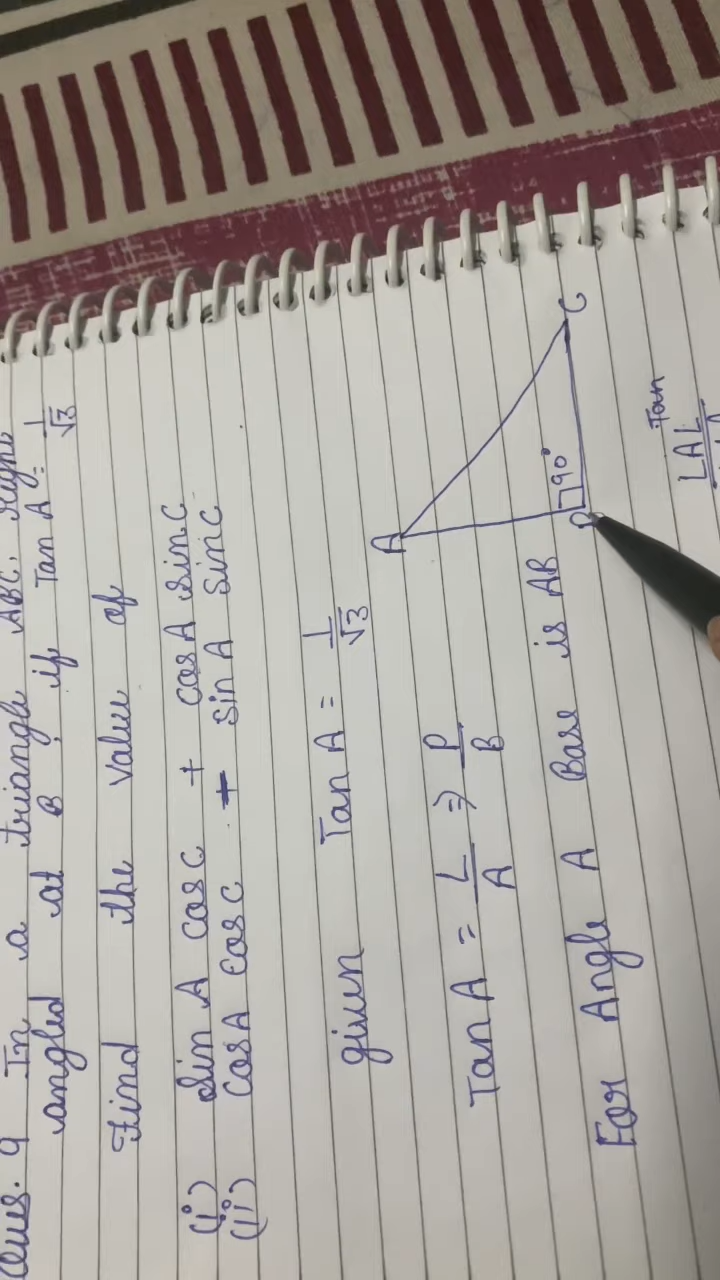 Ques. 9 In a triangle ABC, right
angled at B, if Tan A = 1/√3
Find the value of
(i) Sin A cos C + cos A sin C
(ii) Cos A cos C + sin A sin C
given Tan A = 1/√3
Tan A = L/A => P/B
For Angle A Base is AB
A
90°
C
Tan
LAL